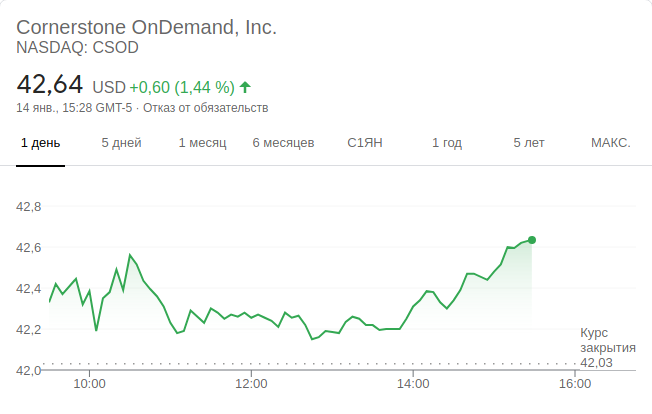 Cornerstone OnDemand, Inc.
NASDAQ: CSOD
42,64 USD +0,60 (1,44 %)
14 янв., 15:28 GMT-5 · Отказ от обязательств
1 день 5 дней 1 месяц 6 месяцев С1ЯН 1 год 5 лет МАКС.
42,8
42,6
42,4
42,2
42,0
Курс
закрытия
42,03
10:00 12:00 14:00 16:00